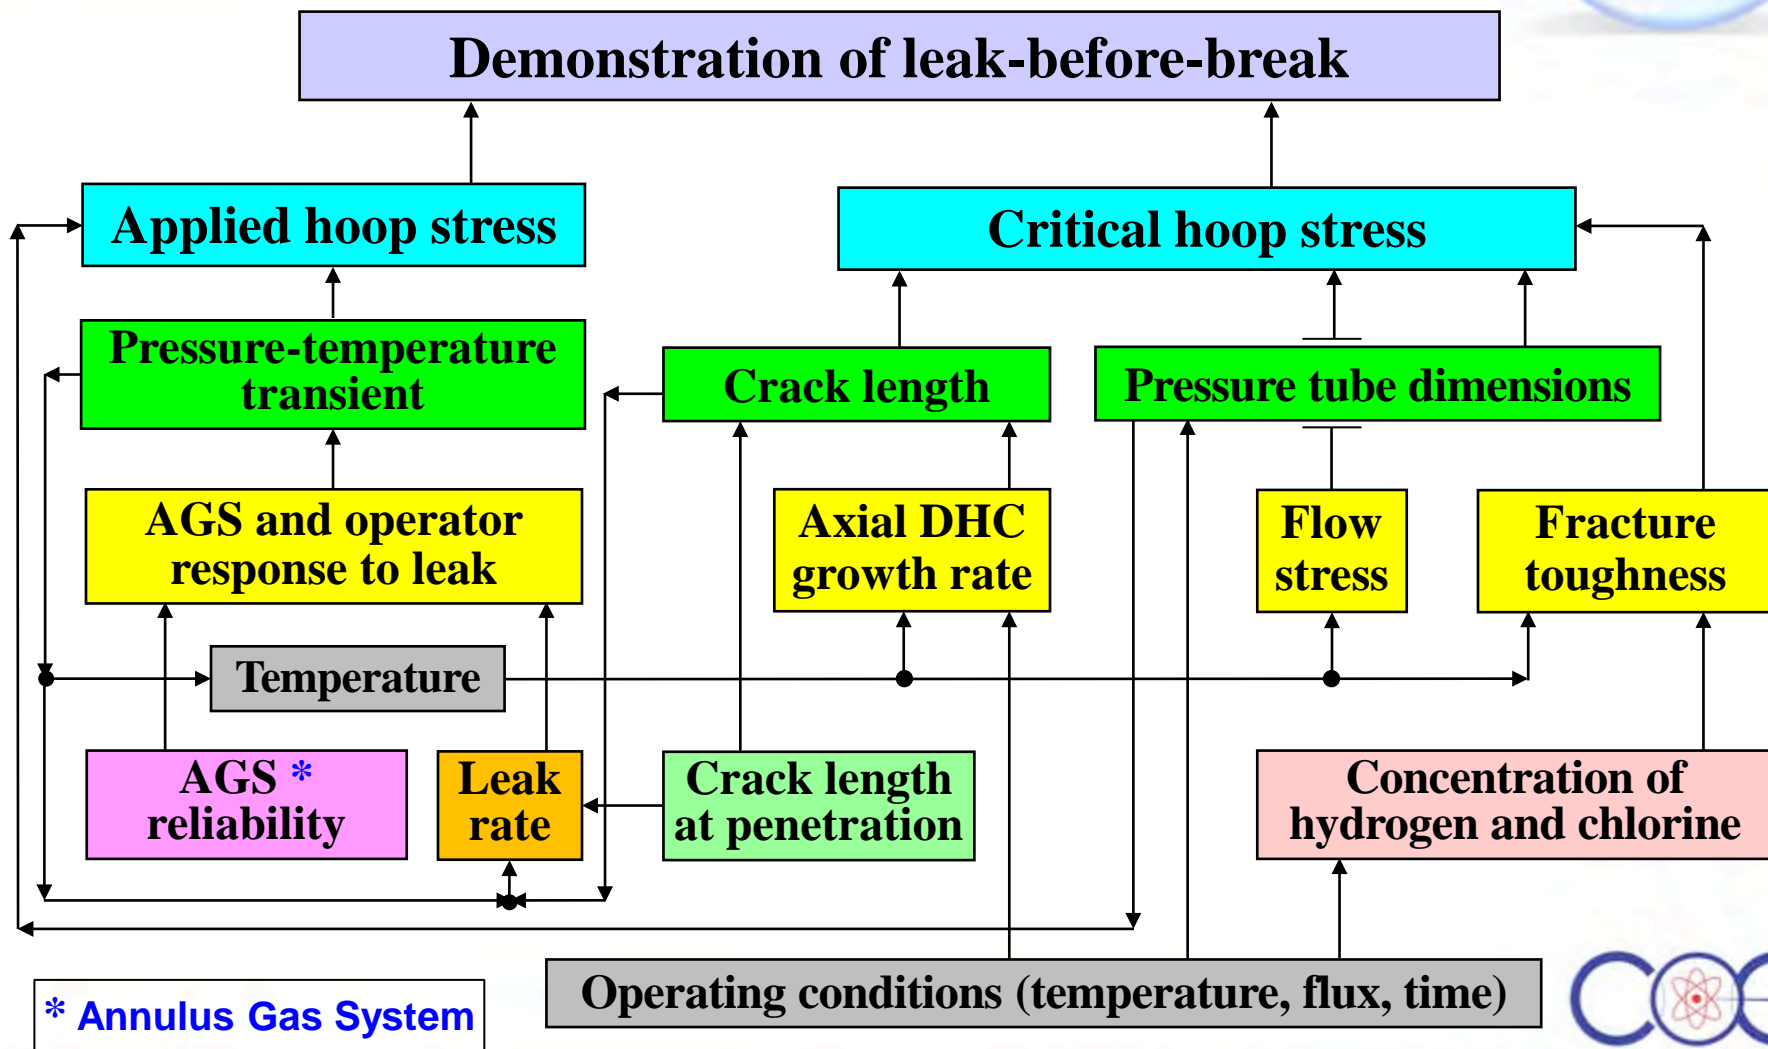 Demonstration of leak-before-break
Applied hoop stress
Critical hoop stress
Pressure-temperature
transient
Crack length
Pressure tube dimensions
AGS and operator
response to leak
Axial DHC
growth rate
Flow
stress
Fracture
toughness
Temperature
AGS *
reliability
Leak
rate
Crack length
at penetration
Concentration of
hydrogen and chlorine
Operating conditions (temperature, flux, time)
* Annulus Gas System